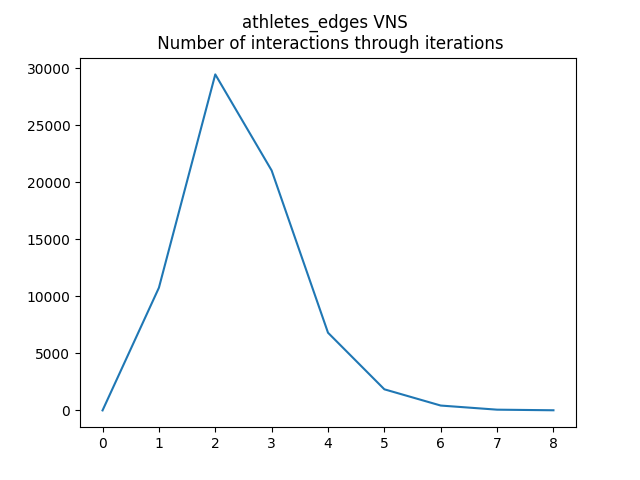 athletes_edges VNS
Number of interactions through iterations
30000
25000
20000
15000
10000
5000
0
0 1 2 3 4 5 6 7 8